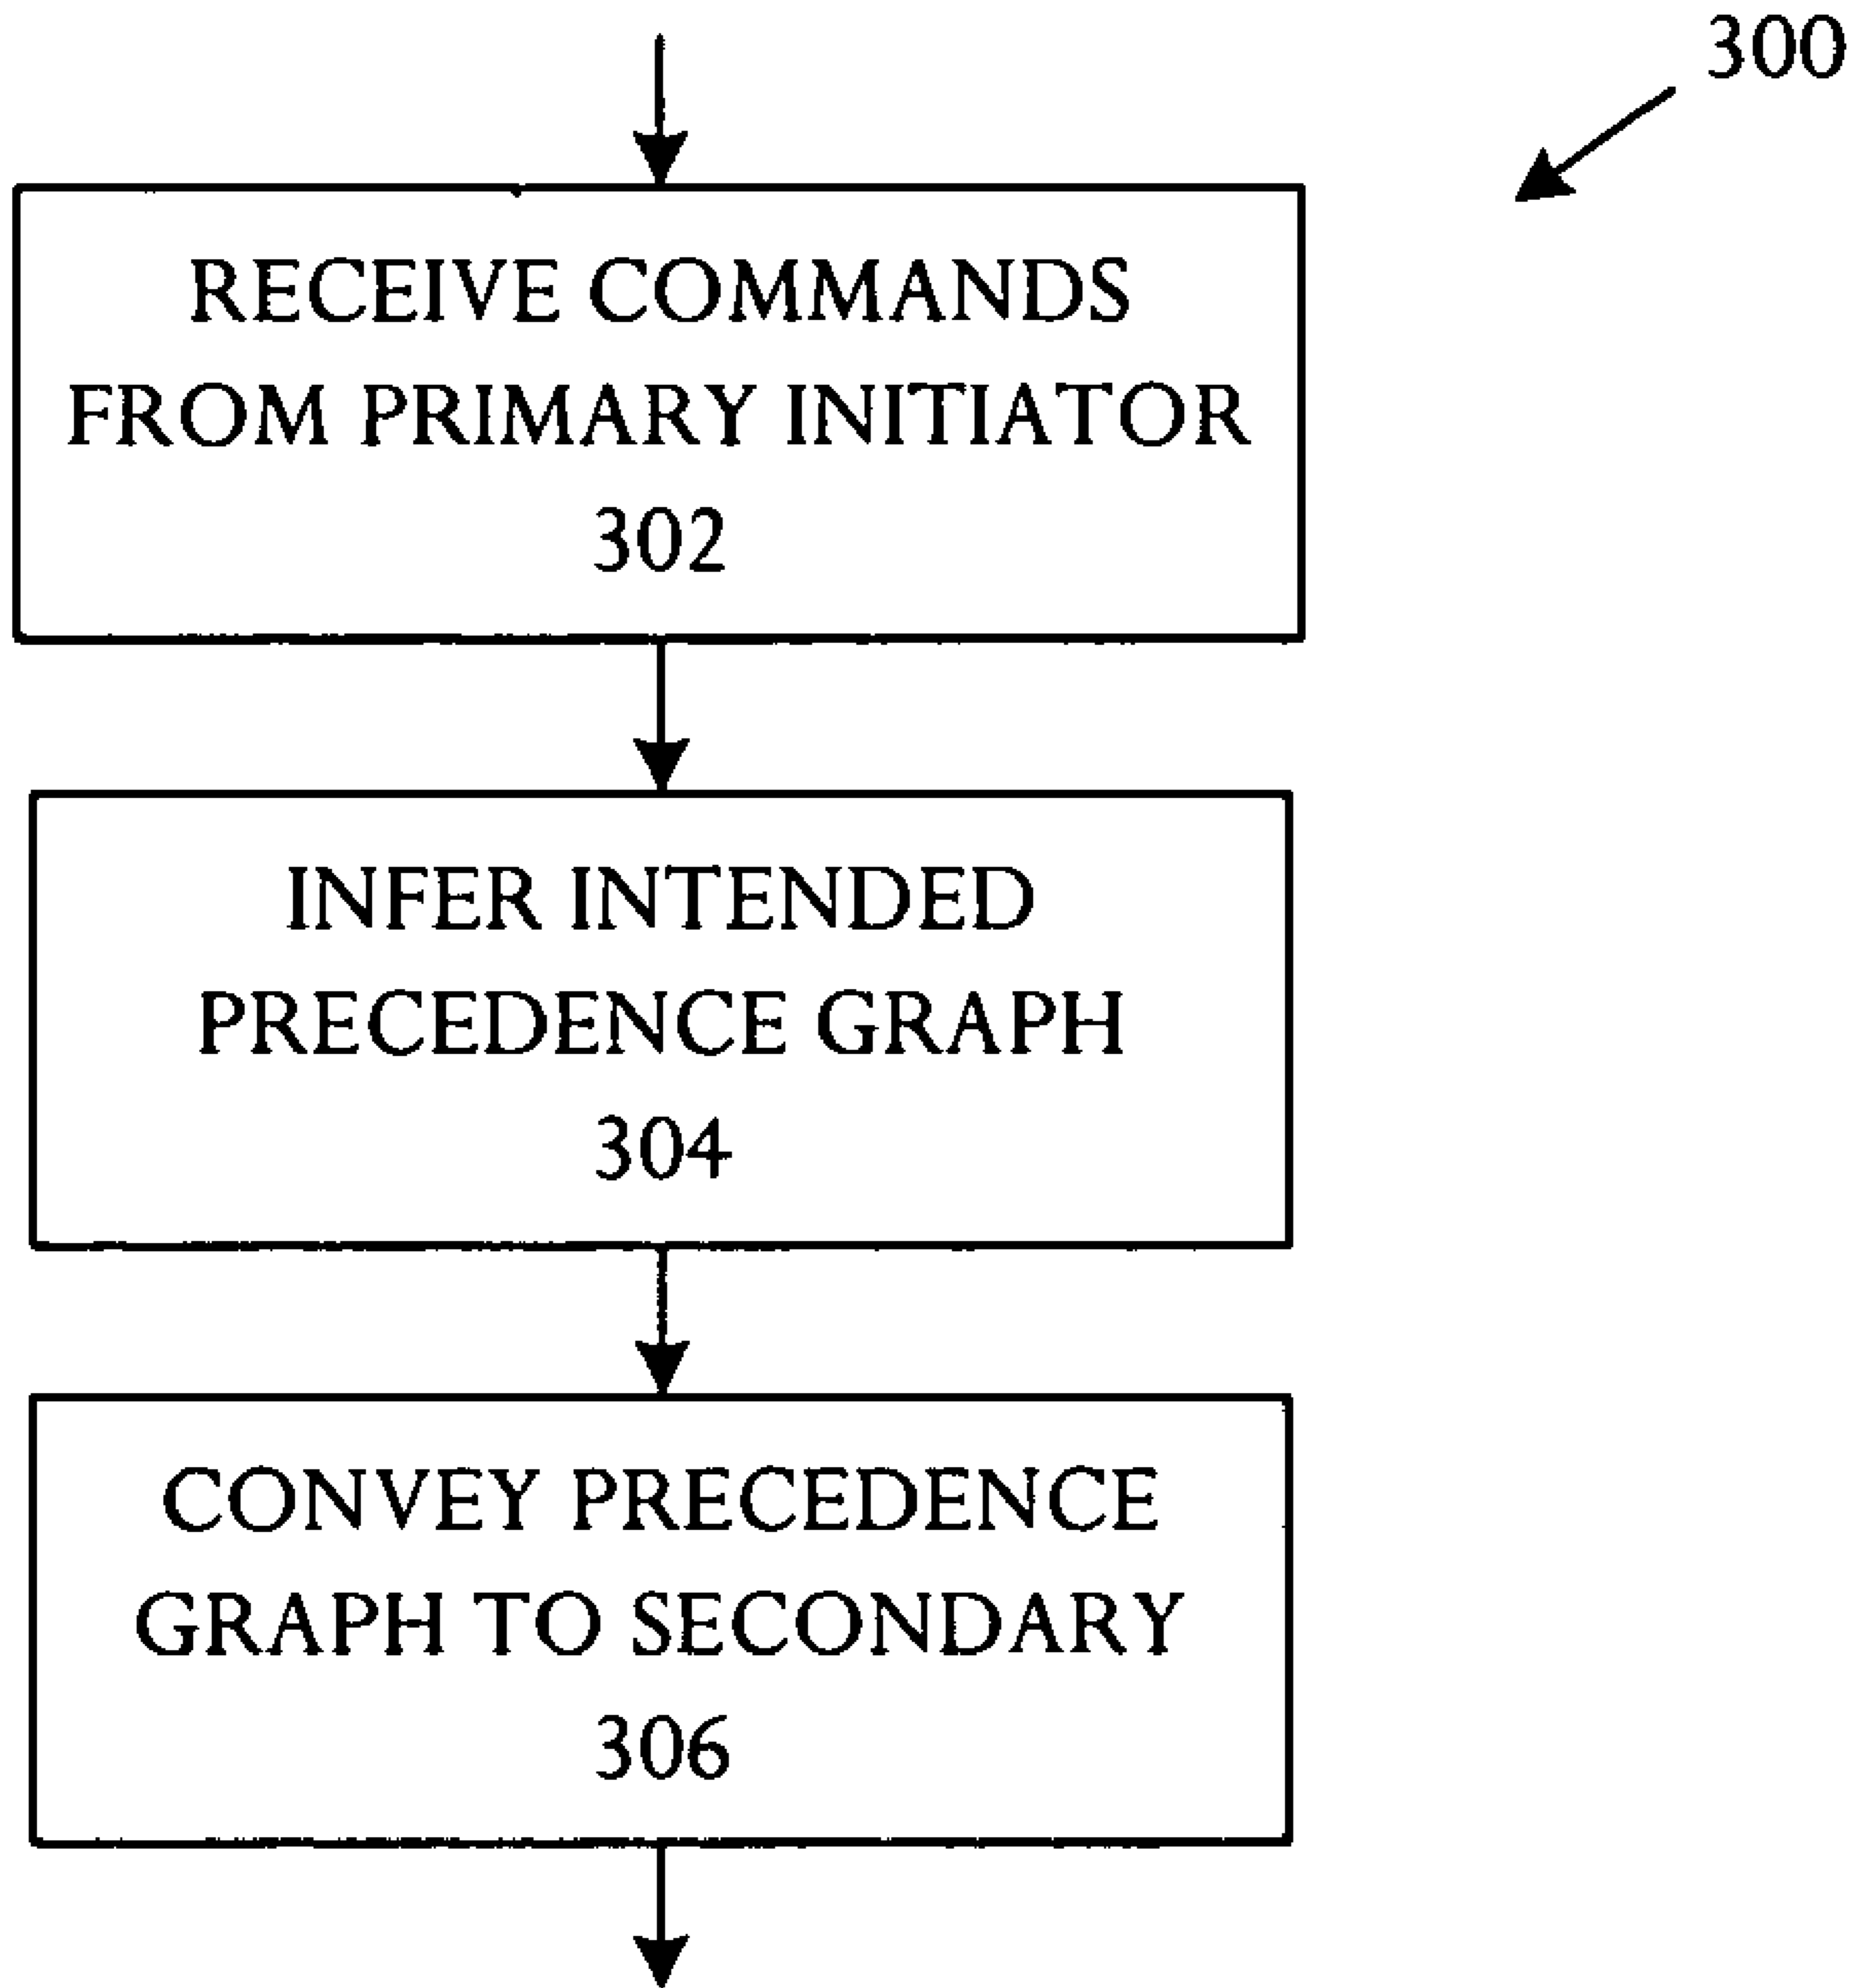 300
RECEIVE COMMANDS
FROM PRIMARY INITIATOR
302
INFER INTENDED
PRECEDENCE GRAPH
304
CONVEY PRECEDENCE
GRAPH TO SECONDARY
306